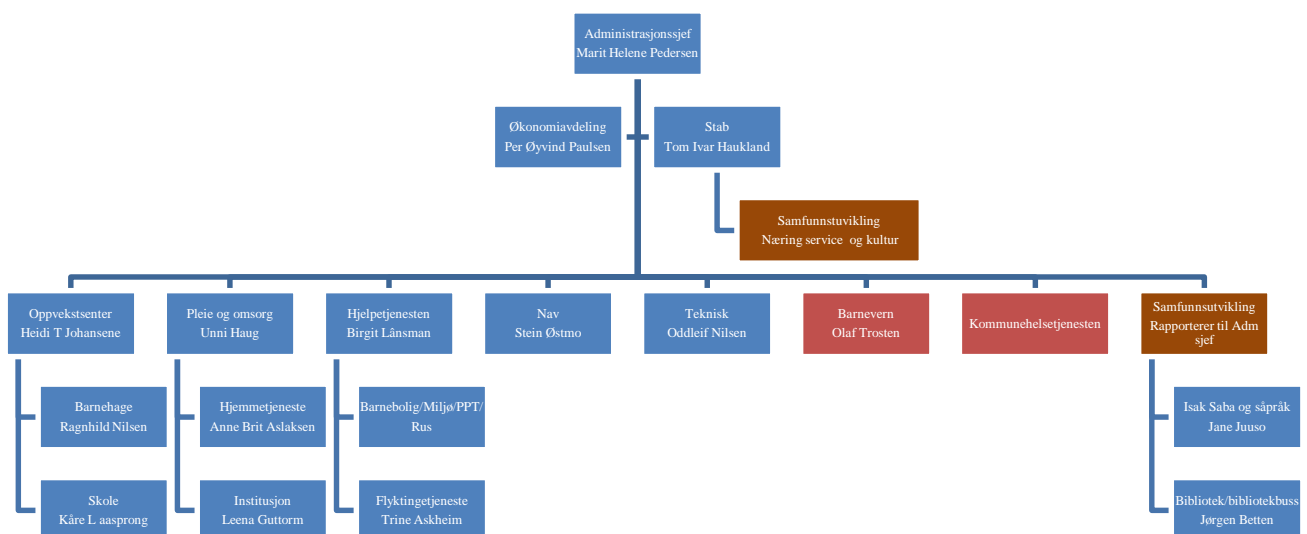 Administrasjonssjef
Marit Helene Pedersen
Økonomiavdeling
Per Øyvind Paulsen
Stab
Tom Ivar Haukland
Samfunnstuvikling
Næring service og kultur
Oppvekstsenter
Heidi T Johansene
Pleie og omsorg
Unni Haug
Hjelpetjenesten
Birgit Lânsman
Nav
Stein Østmo
Teknisk
Oddleif Nilsen
Barnevern
Olaf Trosten
Kommunehelsetjenesten
Samfunnsutvikling
Rapporterer til Adm
sjef
Barnehage
Ragnhild Nilsen
Hjemmetjeneste
Anne Brit Aslaksen
Barnebolig/Miljø/PPT/
Rus
Isak Saba og såpråk
Jane Juuso
Skole
Kåre L aasprong
Institusjon
Leena Guttorm
Flyktingetjeneste
Trine Askheim
Bibliotek/bibliotekbuss
Jørgen Betten